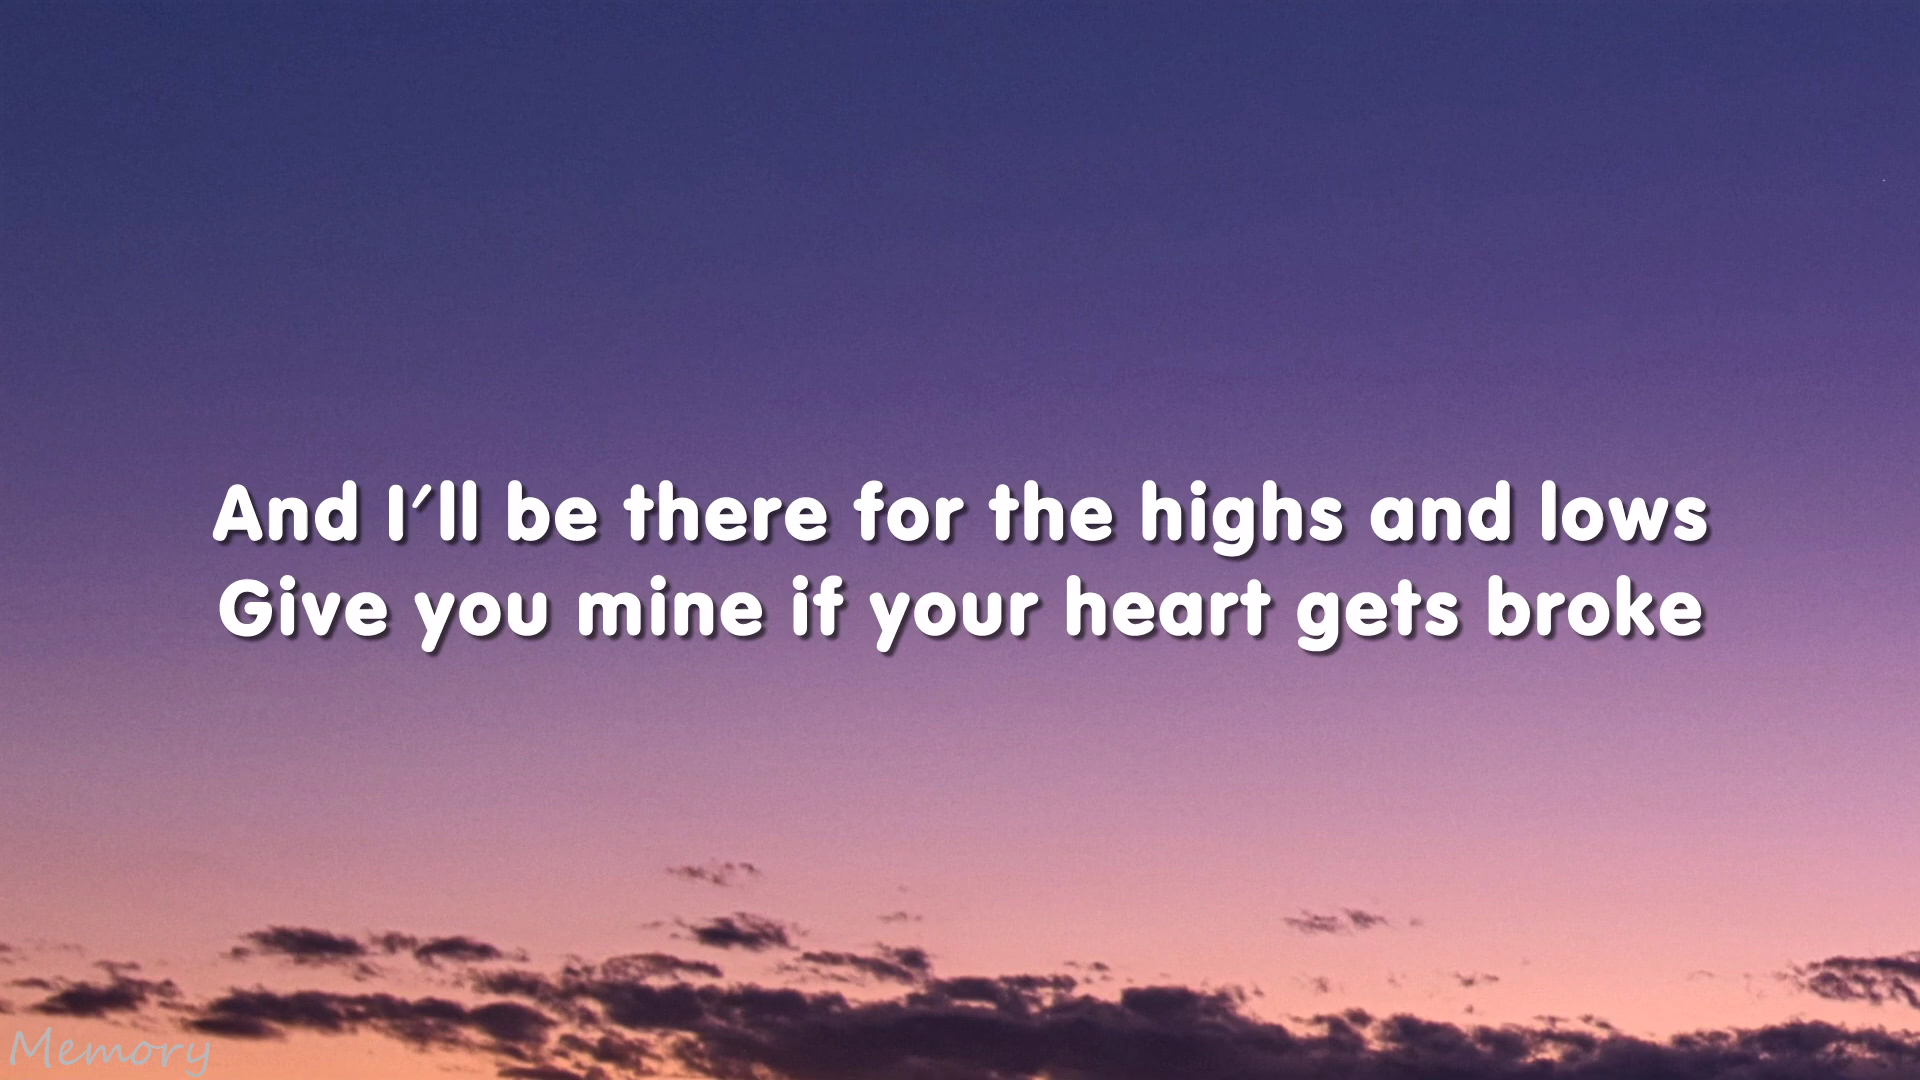 And I'll be there for the highs and lows
Give you mine if your heart gets broke
Memory